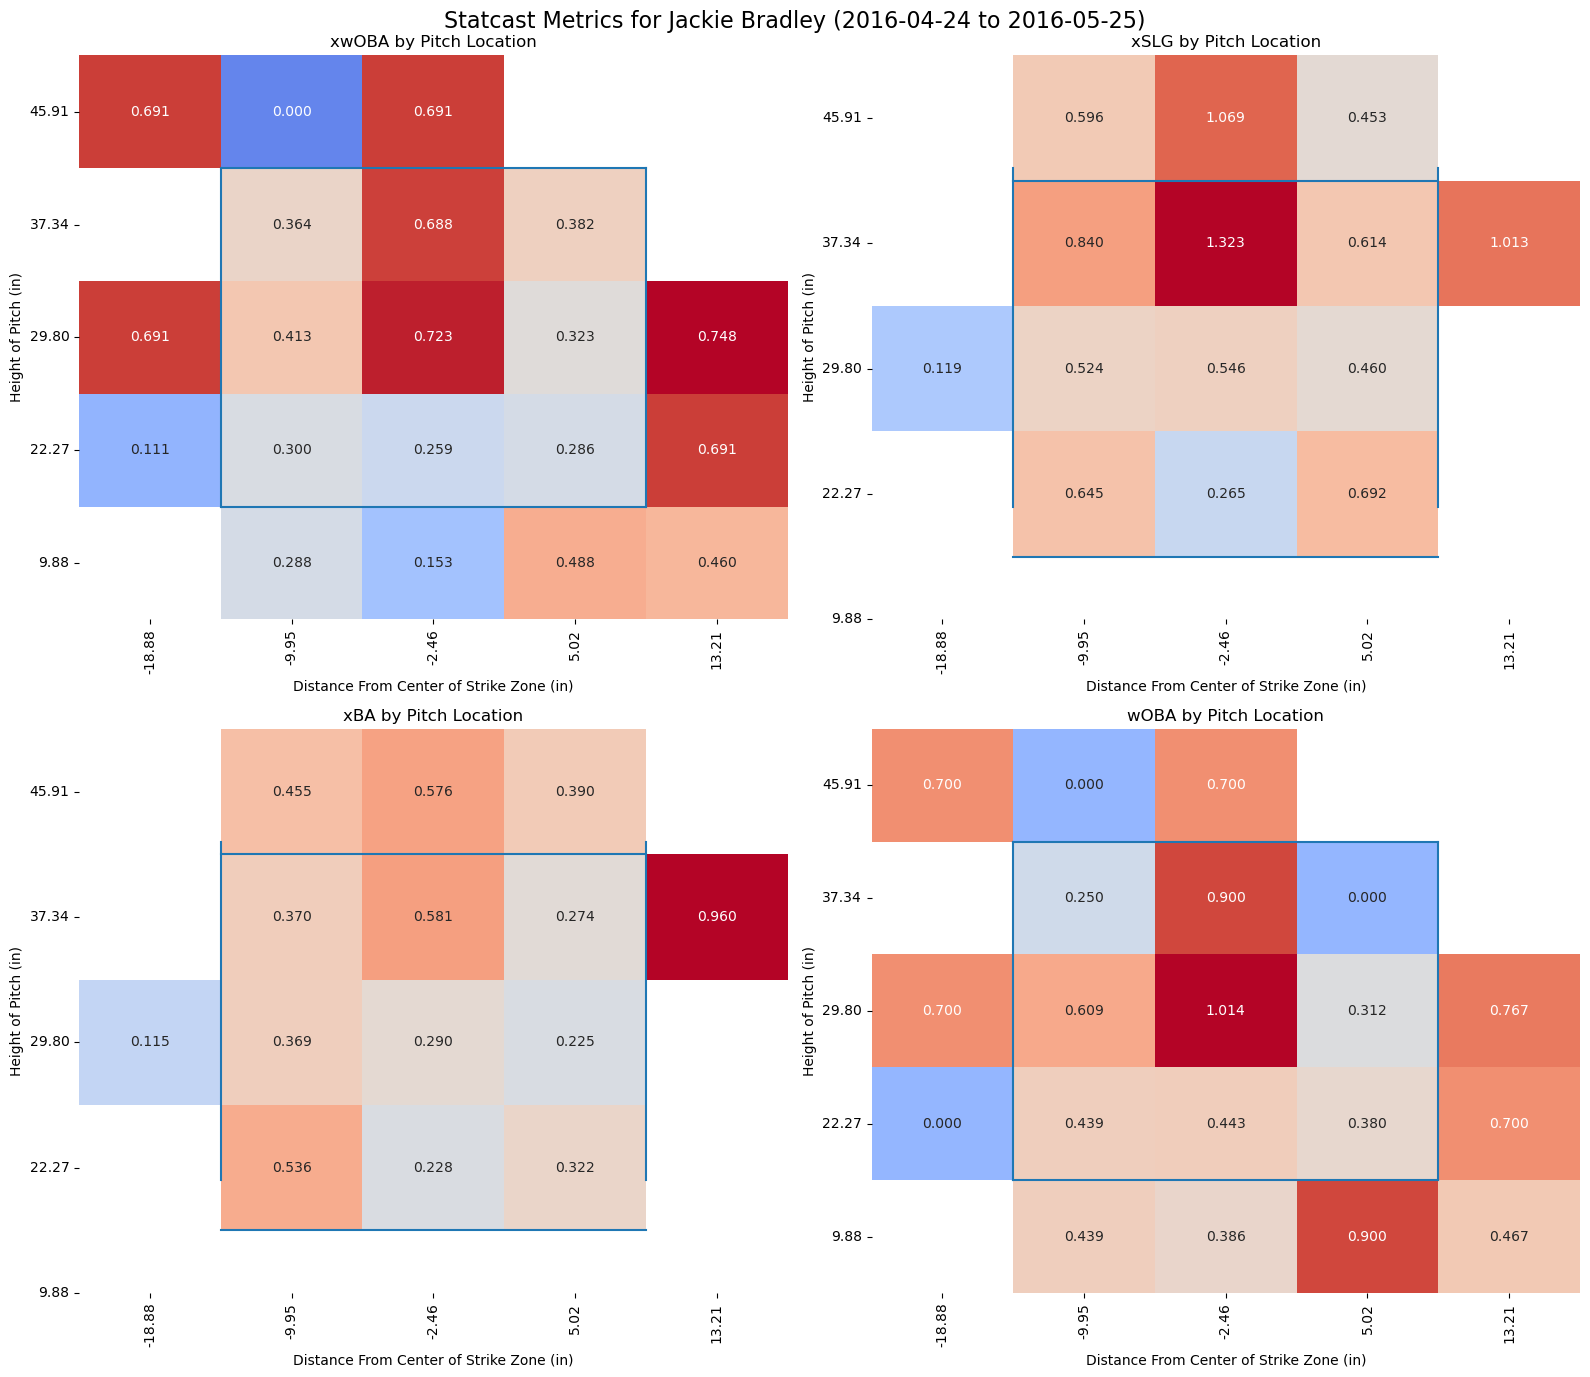 Statcast Metrics for Jackie Bradley (2016-04-24 to 2016-05-25)
xwOBA by Pitch Location
Height of Pitch (in)
45.91 0.691 0.000 0.691
37.34 0.364 0.688 0.382
29.80 0.691 0.413 0.723 0.323 0.748
22.27 0.111 0.300 0.259 0.286 0.691
9.88 0.288 0.153 0.488 0.460
-18.88 -9.95 -2.46 5.02 13.21
Distance From Center of Strike Zone (in)
xSLG by Pitch Location
Height of Pitch (in)
45.91 0.596 1.069 0.453
37.34 0.840 1.323 0.614 1.013
29.80 0.119 0.524 0.546 0.460
22.27 0.645 0.265 0.692
9.88
-18.88 -9.95 -2.46 5.02 13.21
Distance From Center of Strike Zone (in)
xBA by Pitch Location
Height of Pitch (in)
45.91 0.455 0.576 0.390
37.34 0.370 0.581 0.274 0.960
29.80 0.115 0.369 0.290 0.225
22.27 0.536 0.228 0.322
9.88
-18.88 -9.95 -2.46 5.02 13.21
Distance From Center of Strike Zone (in)
wOBA by Pitch Location
Height of Pitch (in)
45.91 0.700 0.000 0.700
37.34 0.250 0.900 0.000
29.80 0.700 0.609 1.014 0.312 0.767
22.27 0.000 0.439 0.443 0.380 0.700
9.88 0.439 0.386 0.900 0.467
-18.88 -9.95 -2.46 5.02 13.21
Distance From Center of Strike Zone (in)